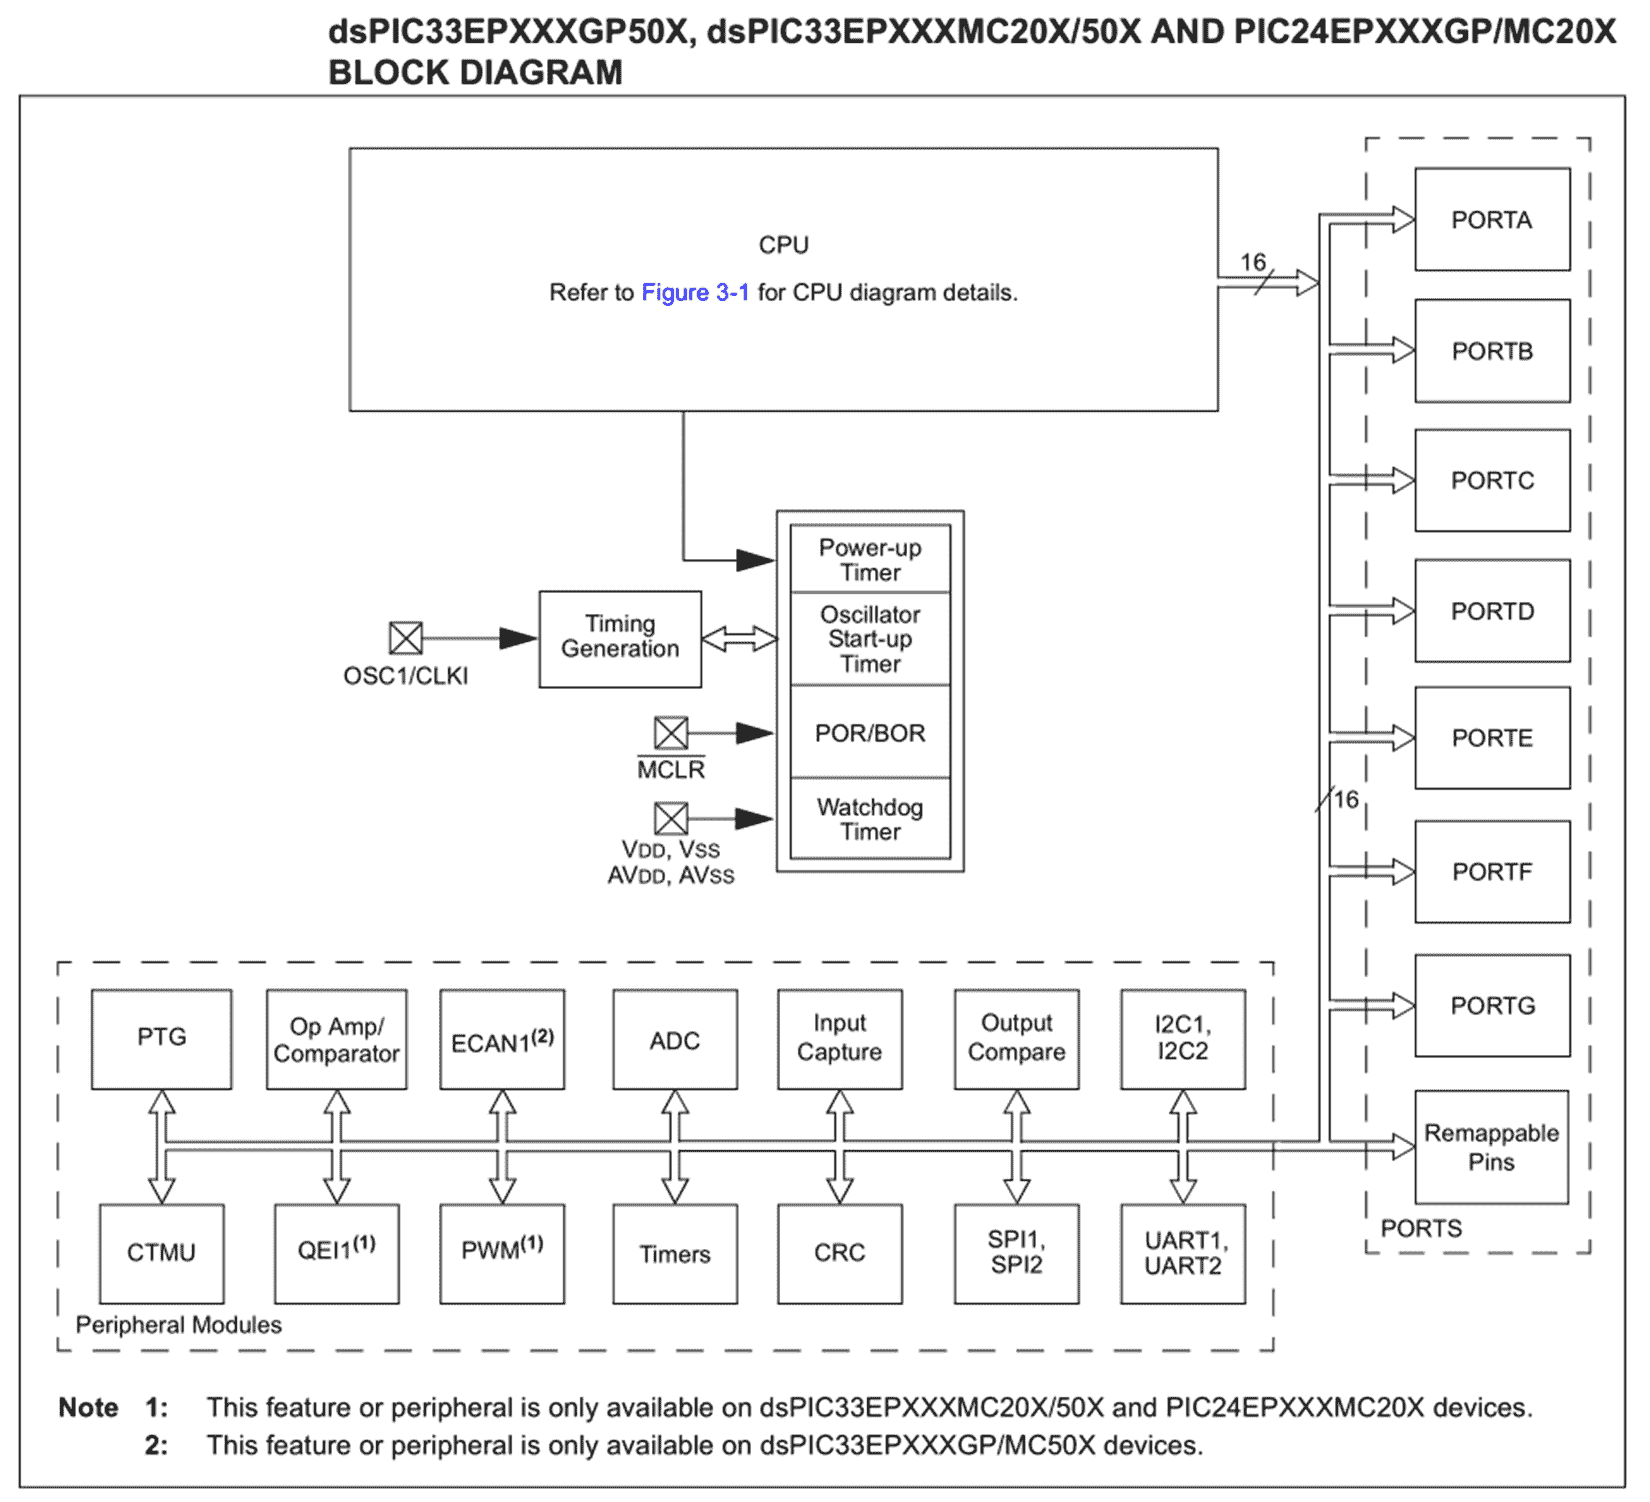 dsPIC33EPXXXGP50X, dsPIC33EPXXXMC20X/50X AND PIC24EPXXXGP/MC20X
BLOCK DIAGRAM
CPU
Refer to Figure 3-1 for CPU diagram details.
16
PORTA
PORTB
PORTC
PORTD
PORTE
16
PORTF
PORTG
Remappable
Pins
PORTS
Power-up
Timer
Oscillator
Start-up
Timer
POR/BOR
Watchdog
Timer
Timing
Generation
OSC1/CLKI
MCLR
VDD, VSS
AVDD, AVSS
PTG
Op Amp/
Comparator
ECAN1(2)
ADC
Input
Capture
Output
Compare
I2C1,
I2C2
CTMU
QEI1(1)
PWM(1)
Timers
CRC
SPI1,
SPI2
UART1,
UART2
Peripheral Modules
Note 1: This feature or peripheral is only available on dsPIC33EPXXXMC20X/50X and PIC24EPXXXMC20X devices.
2: This feature or peripheral is only available on dsPIC33EPXXXGP/MC50X devices.